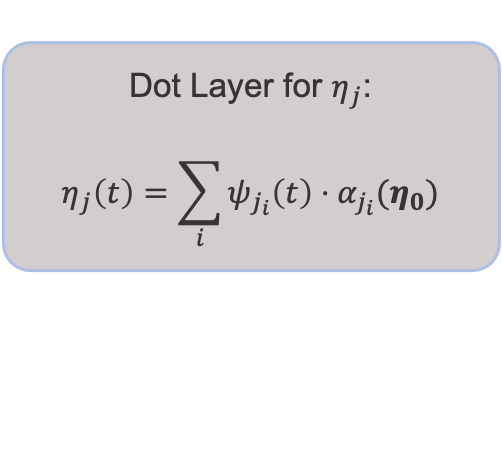 Dot Layer for ηⱼ:
ηⱼ(t) = ∑ᵢ ψⱼᵢ(t) · αⱼᵢ(𝜼₀)